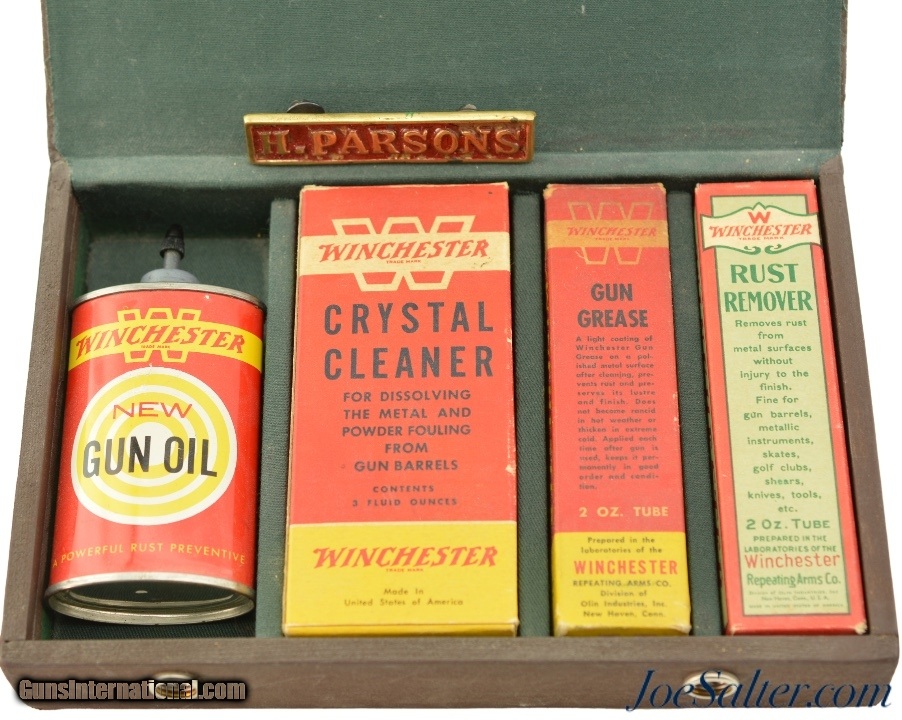 H. PARSONS
WINCHESTER
TRADE MARK
W
NEW
GUN OIL
A POWERFUL RUST PREVENTIVE
W
WINCHESTER
TRADE MARK
CRYSTAL
CLEANER
FOR DISSOLVING
THE METAL AND
POWDER FOULING
FROM
GUN BARRELS
CONTENTS
3 FLUID OUNCES
WINCHESTER
TRADE MARK
Made in
United States of America
W
WINCHESTER
TRADE MARK
GUN
GREASE
A light coating of
Winchester Gun
Grease on a pol-
ished metal surface
after cleaning, pre-
vents rust and pre-
serves its lustre
and finish. Does
not become rancid
in hot weather or
thicken in extreme
cold. Applied each
time after gun is
used, keeps it per-
manently in good
order and condi-
tion.
2 OZ. TUBE
Prepared in the
laboratories of the
WINCHESTER
REPEATING ARMS CO.
Division of
Olin Industries, Inc.
New Haven, Conn.
W
WINCHESTER
TRADE MARK
RUST
REMOVER
Removes rust
from
metal surfaces
without
injury to the
finish.
Fine for
gun barrels,
metallic
instruments,
skates,
golf clubs,
shears,
knives, tools,
etc.
2 OZ. TUBE
PREPARED IN THE
LABORATORIES OF THE
Winchester
Repeating Arms Co.
New Haven, Conn., U.S.A.
GunsInternational.com
JoeSalter.com